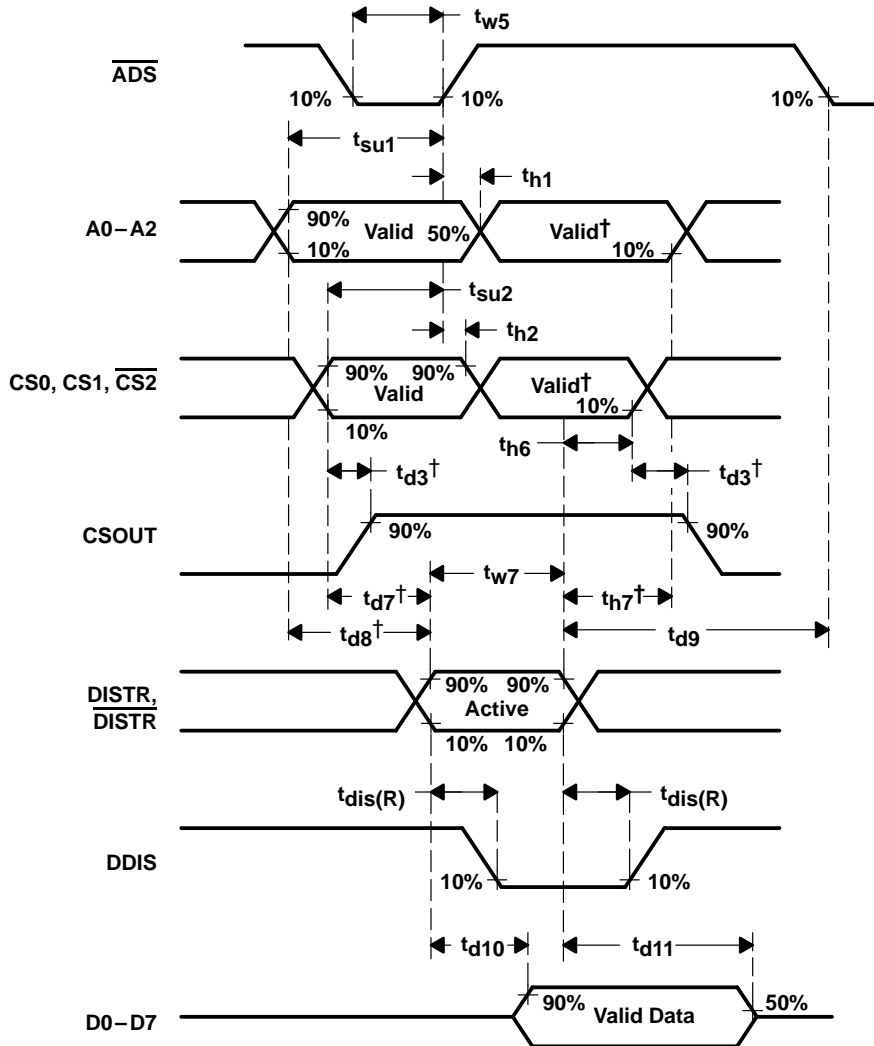 tw5
ADS
10% 10% 10%
tsu1
th1
A0–A2
90% Valid 50% Valid†
10% 10%
tsu2
th2
CS0, CS1, CS2
90% 90% Valid†
Valid 10%
10%
th6
td3† td3†
CSOUT
90% 90%
tw7
td7† th7†
td8† td9
DISTR,
DISTR
90% 90%
Active
10% 10%
tdis(R) tdis(R)
DDIS
10% 10%
td10 td11
D0–D7
90% Valid Data 50%